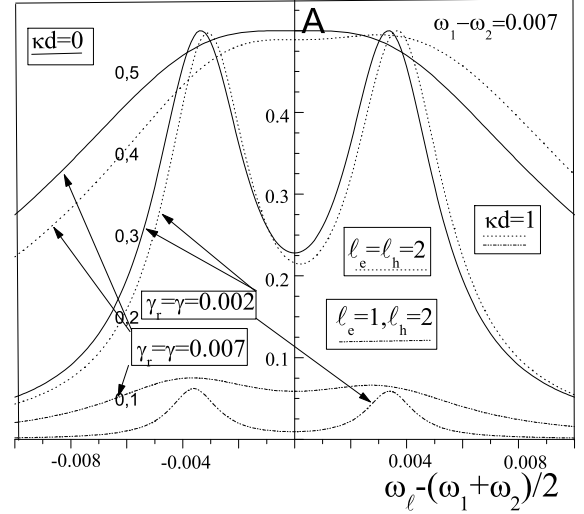 A
ω₁−ω₂=0.007
κd=0
0,5
0.4
0,4
0.3
κd=1
0,3
ℓₑ=ℓₕ=2
0.2
γᵣ=γ=0.002
0,2
ℓₑ=1,ℓₕ=2
γᵣ=γ=0.007
0.1
0,1
-0.008
-0.004
0.004
0.008
ω_ℓ-(ω₁+ω₂)/2